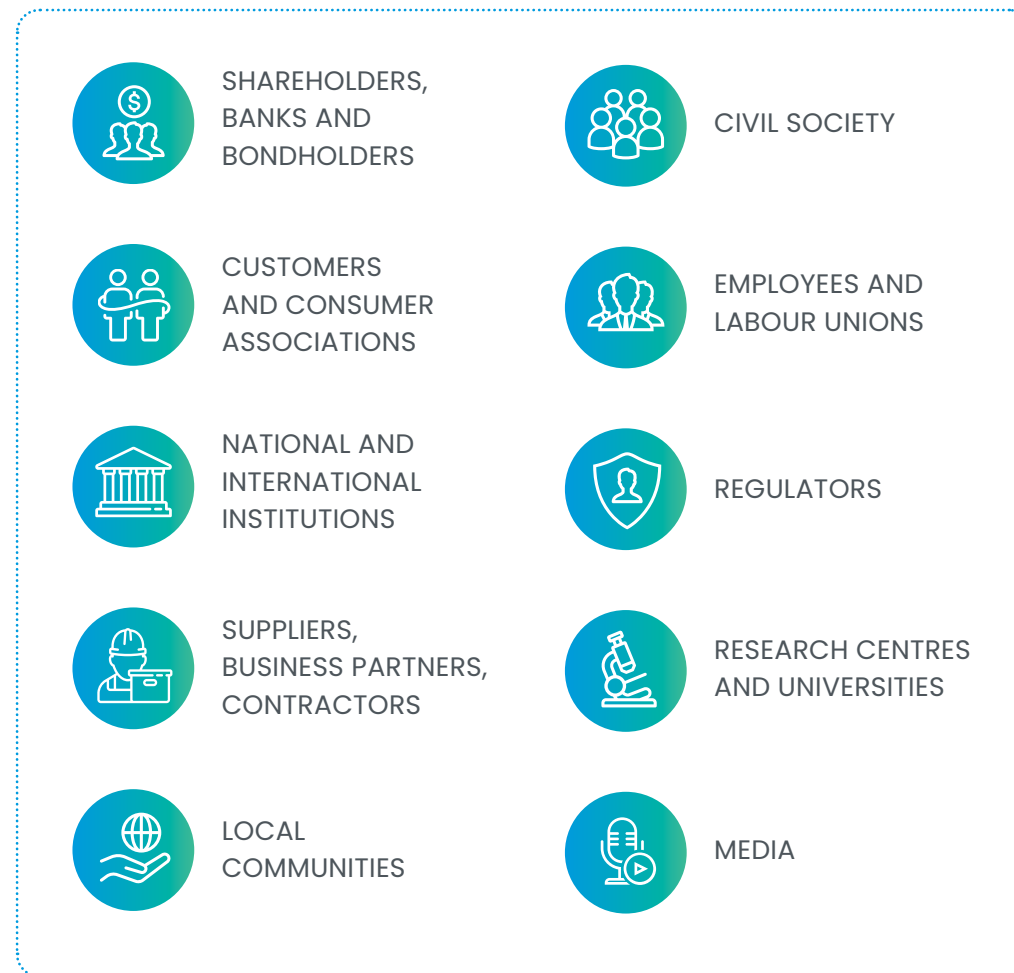 SHAREHOLDERS,
BANKS AND
BONDHOLDERS
CUSTOMERS
AND CONSUMER
ASSOCIATIONS
NATIONAL AND
INTERNATIONAL
INSTITUTIONS
SUPPLIERS,
BUSINESS PARTNERS,
CONTRACTORS
LOCAL
COMMUNITIES
CIVIL SOCIETY
EMPLOYEES AND
LABOUR UNIONS
REGULATORS
RESEARCH CENTRES
AND UNIVERSITIES
MEDIA